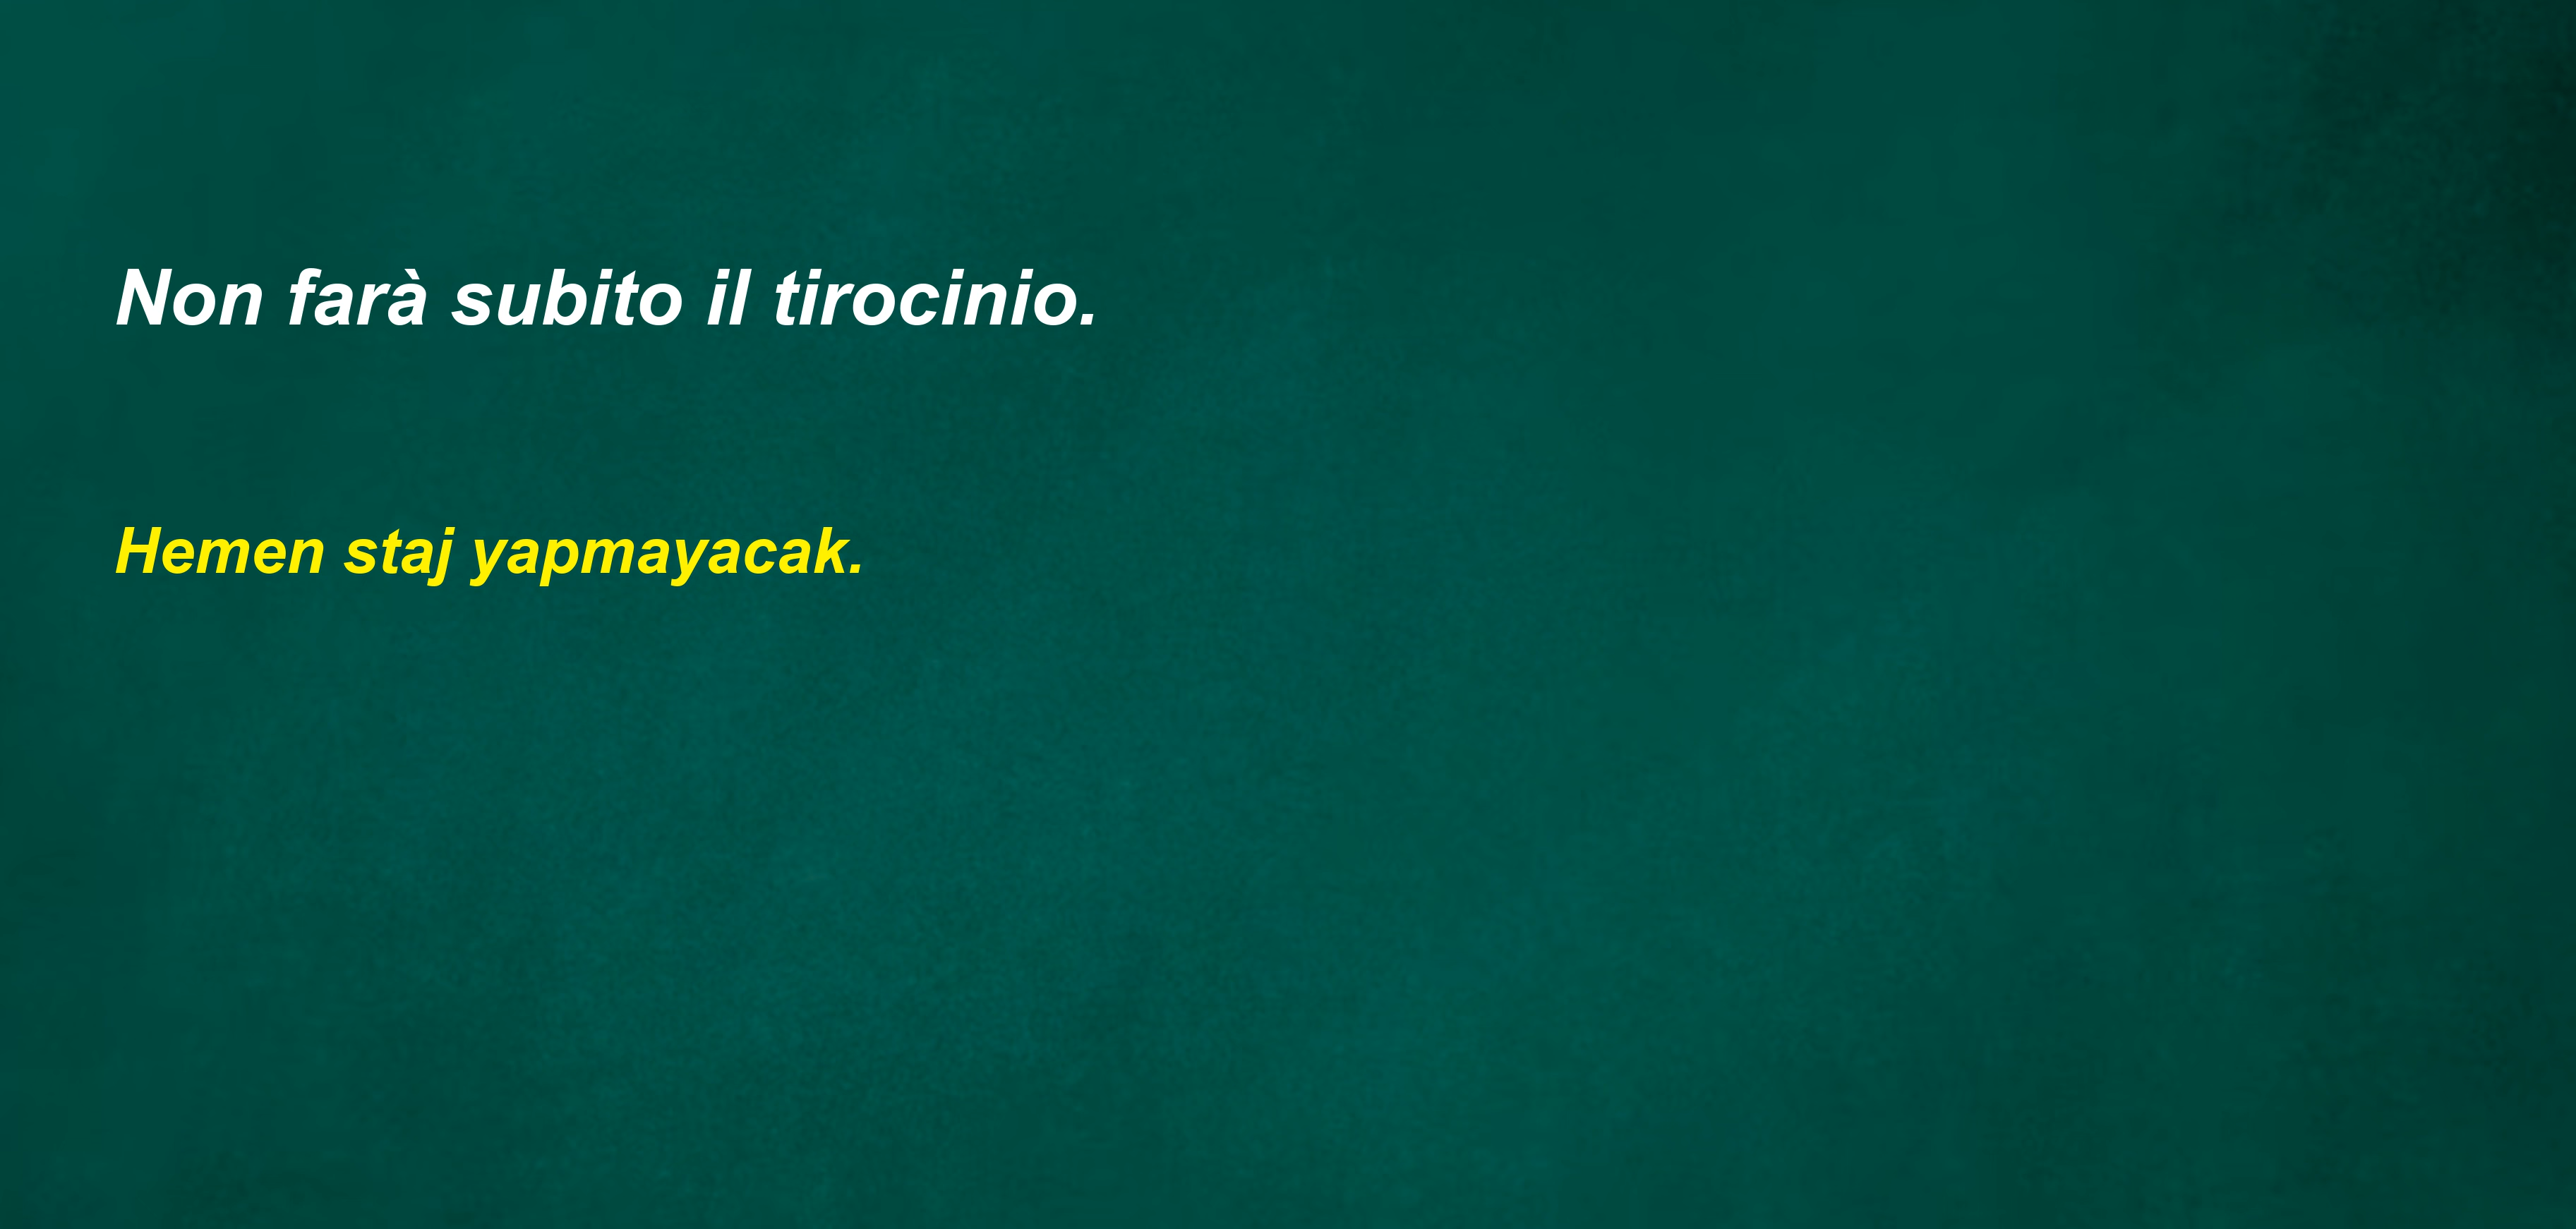 Non farà subito il tirocinio.
Hemen staj yapmayacak.